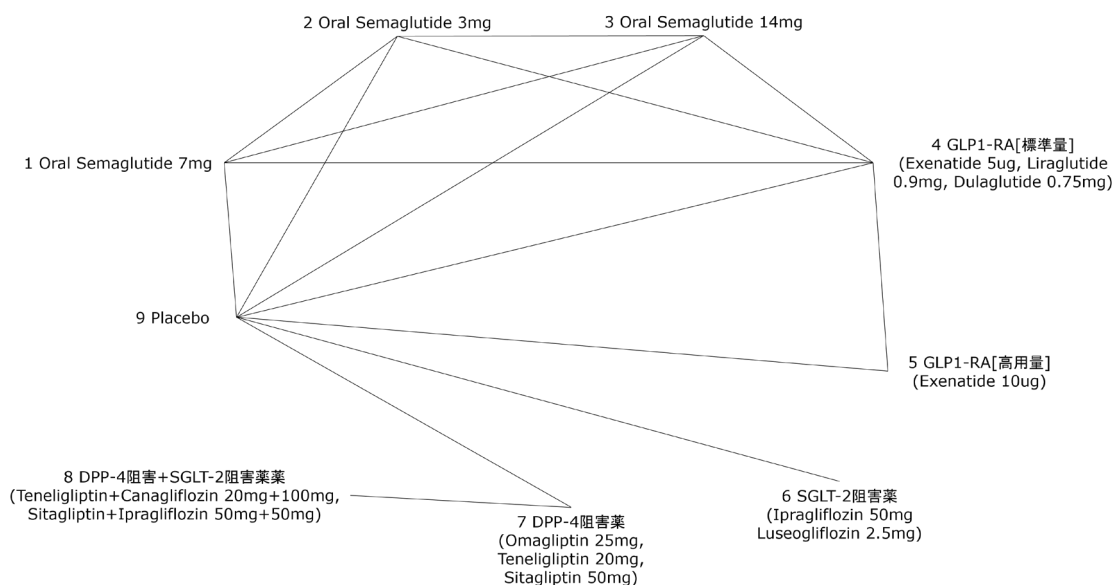 2 Oral Semaglutide 3mg
3 Oral Semaglutide 14mg
1 Oral Semaglutide 7mg
4 GLP1-RA[標準量]
(Exenatide 5ug, Liraglutide
0.9mg, Dulaglutide 0.75mg)
9 Placebo
5 GLP1-RA[高用量]
(Exenatide 10ug)
8 DPP-4阻害+SGLT-2阻害薬薬
(Teneligliptin+Canagliflozin 20mg+100mg,
Sitagliptin+Ipragliflozin 50mg+50mg)
7 DPP-4阻害薬
(Omagliptin 25mg,
Teneligliptin 20mg,
Sitagliptin 50mg)
6 SGLT-2阻害薬
(Ipragliflozin 50mg
Luseogliflozin 2.5mg)